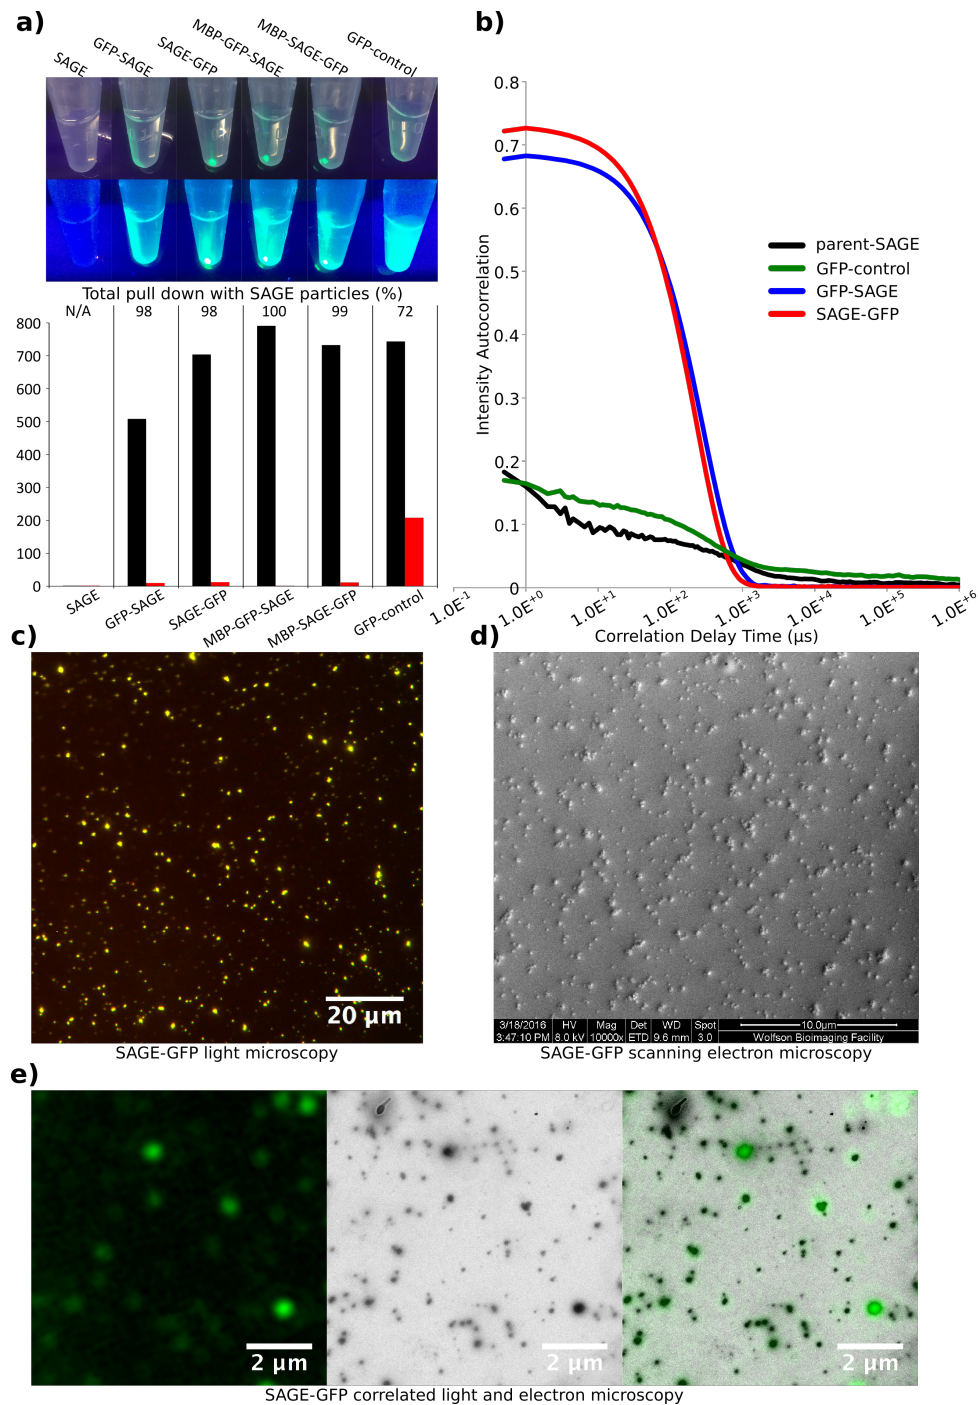 a)
SAGE
GFP-SAGE
SAGE-GFP
MBP-GFP-SAGE
MBP-SAGE-GFP
GFP-control
Total pull down with SAGE particles (%)
N/A 98 98 100 99 72
800
700
600
500
400
300
200
100
0
SAGE
GFP-SAGE
SAGE-GFP
MBP-GFP-SAGE
MBP-SAGE-GFP
GFP-control
b)
0.8
0.7
0.6
0.5
0.4
0.3
0.2
0.1
0
Intensity Autocorrelation
parent-SAGE
GFP-control
GFP-SAGE
SAGE-GFP
1.0E-1 1.0E+0 1.0E+1 1.0E+2 1.0E+3 1.0E+4 1.0E+5 1.0E+6
Correlation Delay Time (μs)
c)
20 μm
SAGE-GFP light microscopy
d)
3/18/2016 HV Mag Det WD Spot 10.0μm
3:47:10 PM 8.0 kV 10000x ETD 9.6 mm 3.0 Wolfson Bioimaging Facility
SAGE-GFP scanning electron microscopy
e)
2 μm 2 μm 2 μm
SAGE-GFP correlated light and electron microscopy